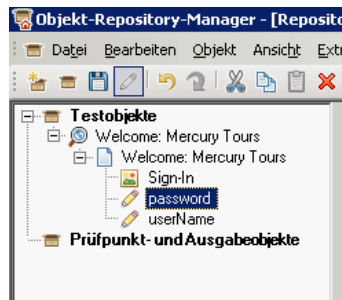 Objekt-Repository-Manager - [Reposito
Datei Bearbeiten Objekt Ansicht Extr
Testobjekte
Welcome: Mercury Tours
Welcome: Mercury Tours
Sign-In
password
userName
Prüfpunkt- und Ausgabeobjekte